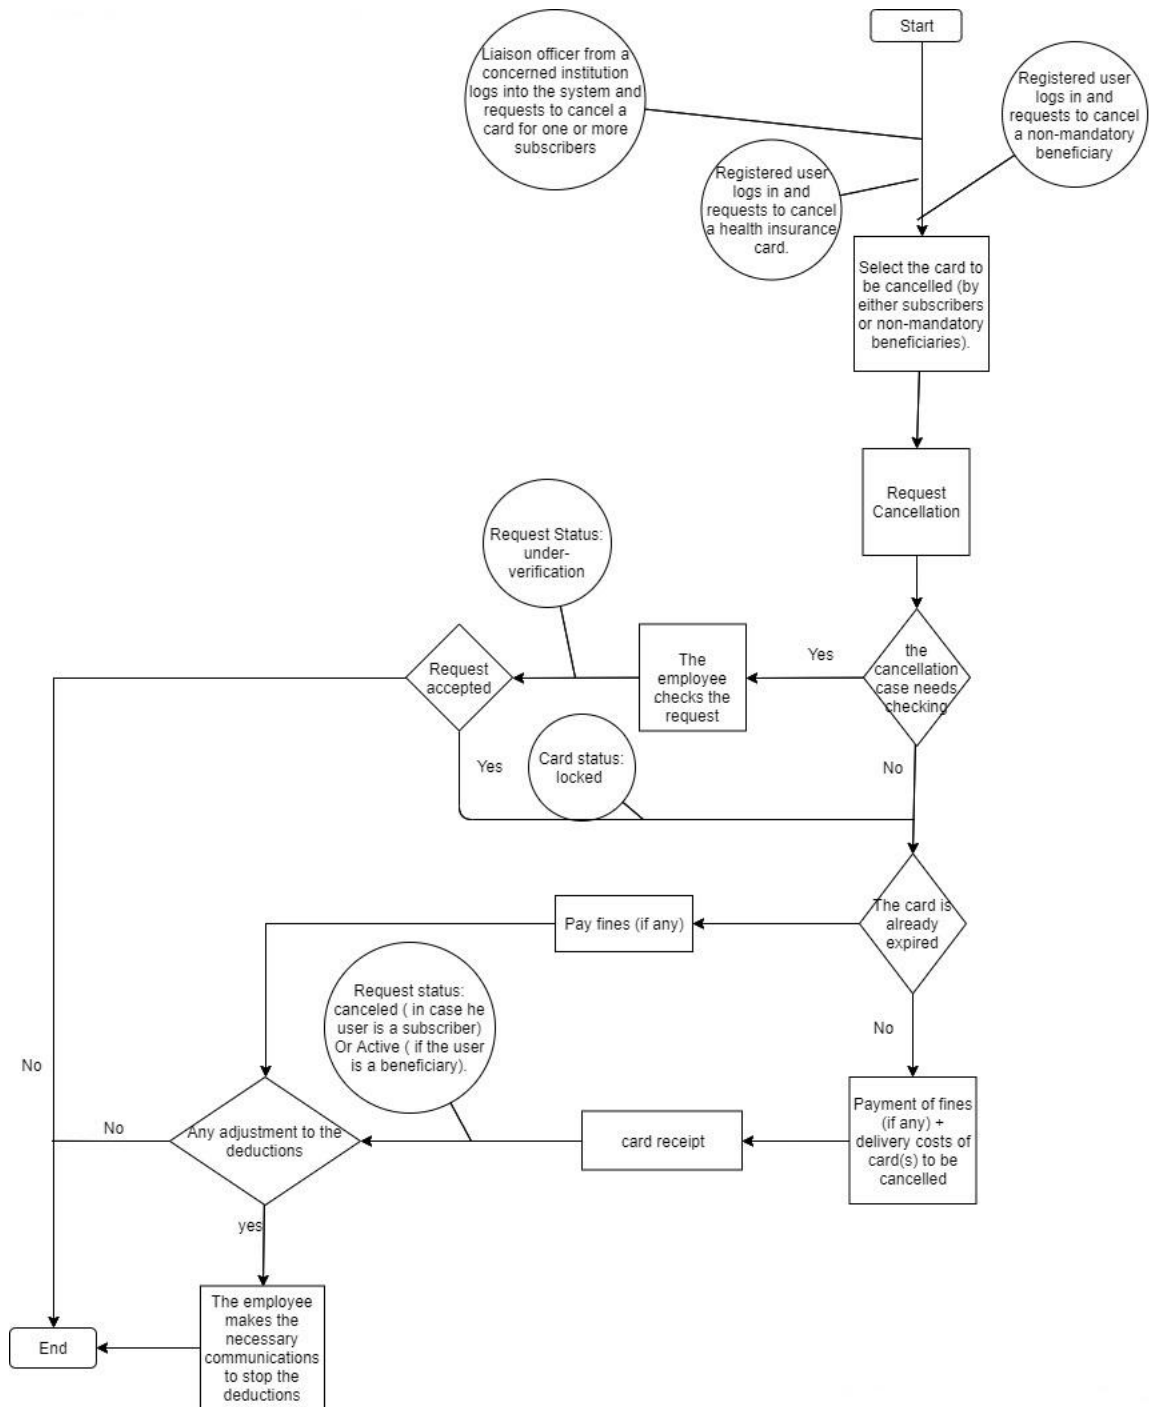 Start
Liaison officer from a
concerned institution
logs into the system and
requests to cancel a
card for one or more
subscribers
Registered user
logs in and
requests to cancel
a non-mandatory
beneficiary
Registered user
logs in and
requests to cancel
a health insurance
card.
Select the card to
be cancelled (by
either subscribers
or non-mandatory
beneficiaries).
Request
Cancellation
Request Status:
under-
verification
the
cancellation
case needs
checking
Yes
The
employee
checks the
request
Request
accepted
Yes
Card status:
locked
No
The card is
already
expired
Pay fines (if any)
Request status:
canceled ( in case he
user is a subscriber)
Or Active ( if the user
is a beneficiary).
No
No
Payment of fines
(if any) +
delivery costs of
card(s) to be
cancelled
card receipt
Any adjustment to the
deductions
No
yes
The employee
makes the
necessary
communications
to stop the
deductions
End